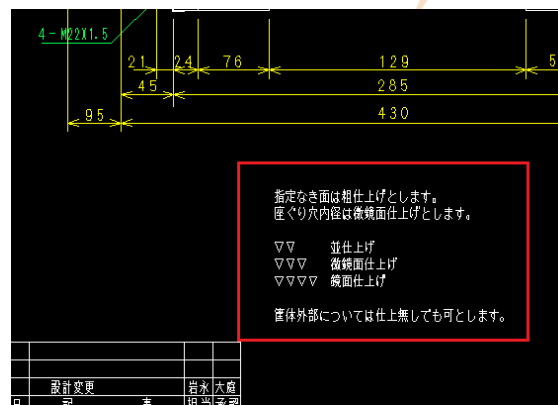 4-M22X1.5
21 24 76 129 5
45 285
95 430
指定なき面は粗仕上げとします。
座ぐり穴内径は微鏡面仕上げとします。
▽▽ 並仕上げ
▽▽▽ 微鏡面仕上げ
▽▽▽▽ 鏡面仕上げ
筐体外部については仕上無しでも可とします。
設計変更 岩永 大庭